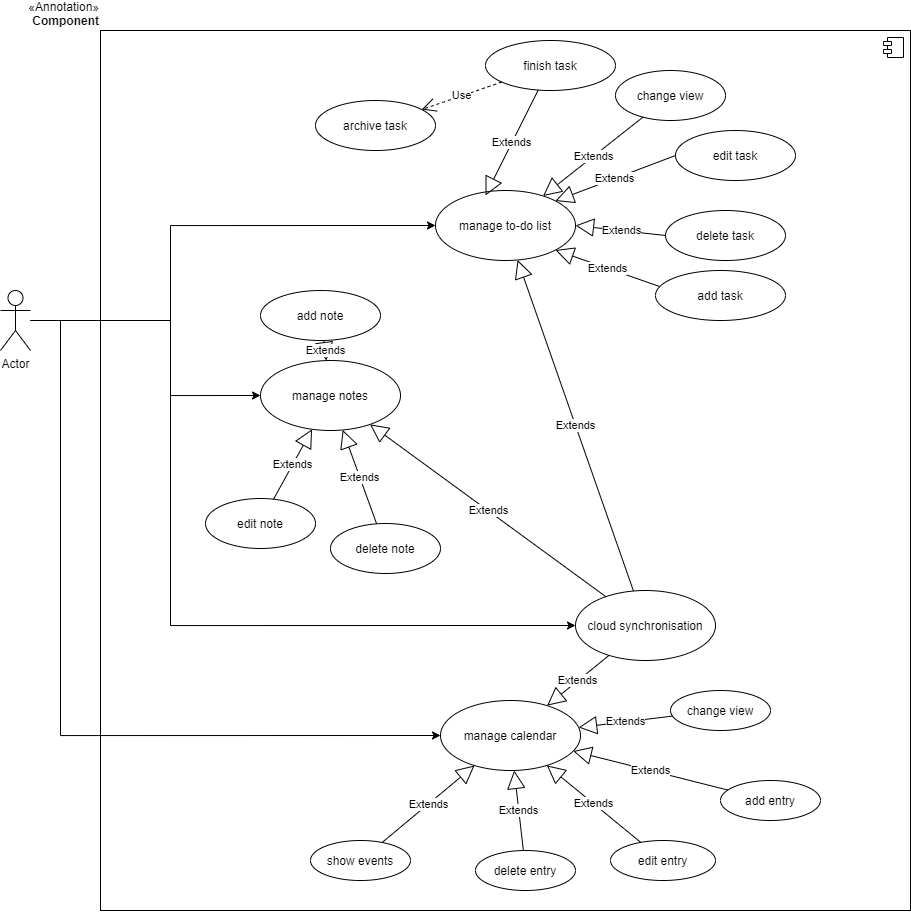 «Annotation»
Component
finish task
Use
change view
archive task
Extends
Extends
edit task
Extends
manage to-do list
Extends
delete task
Extends
add task
add note
Extends
Actor
manage notes
Extends
Extends
Extends
Extends
edit note
delete note
cloud synchronisation
Extends
change view
Extends
manage calendar
Extends
add entry
Extends
Extends
Extends
show events
delete entry
edit entry